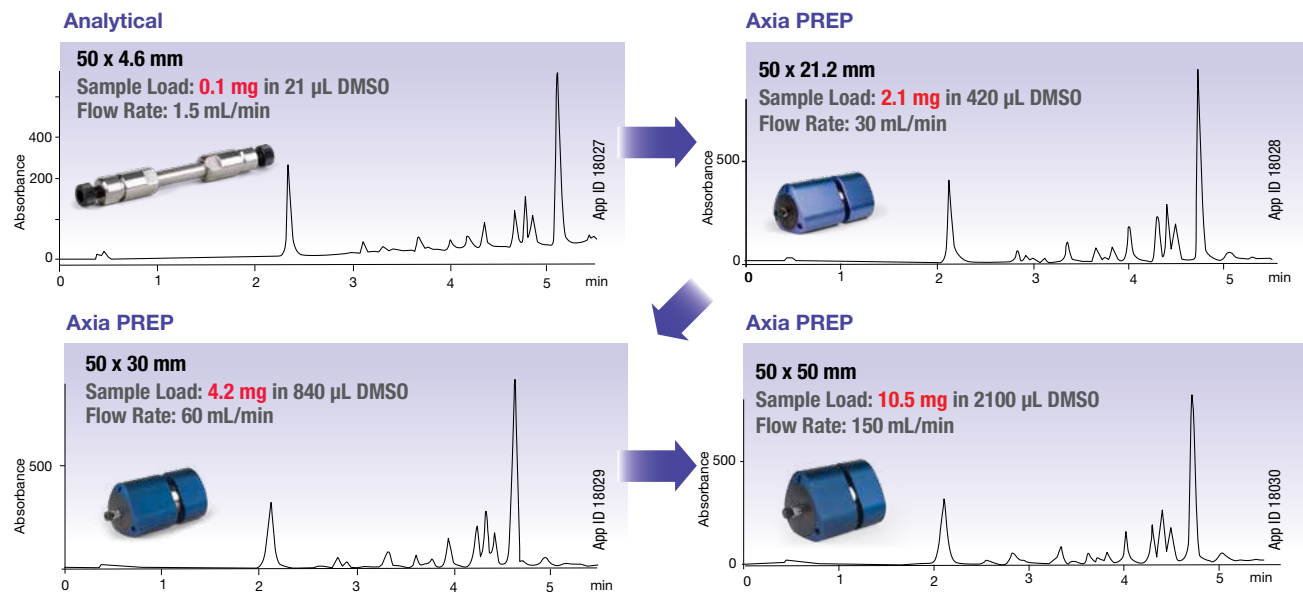 Analytical
50 x 4.6 mm
Sample Load: 0.1 mg in 21 µL DMSO
Flow Rate: 1.5 mL/min
Absorbance
400
200
0
0 1 2 3 4 5 min
App ID 18027
Axia PREP
50 x 21.2 mm
Sample Load: 2.1 mg in 420 µL DMSO
Flow Rate: 30 mL/min
Absorbance
500
0
0 1 2 3 4 5 min
App ID 18028
Axia PREP
50 x 30 mm
Sample Load: 4.2 mg in 840 µL DMSO
Flow Rate: 60 mL/min
Absorbance
500
0 1 2 3 4 5 min
App ID 18029
Axia PREP
50 x 50 mm
Sample Load: 10.5 mg in 2100 µL DMSO
Flow Rate: 150 mL/min
Absorbance
500
0
0 1 2 3 4 5 min
App ID 18030